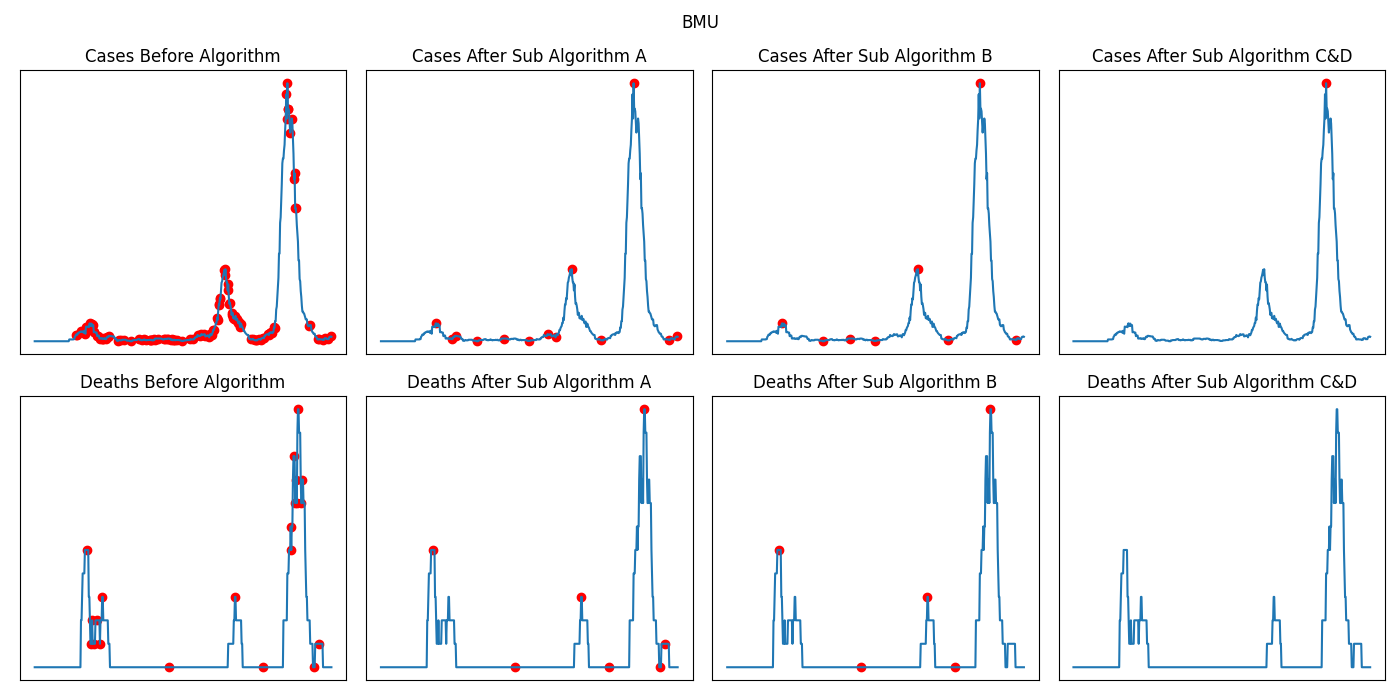 BMU
Cases Before Algorithm
Cases After Sub Algorithm A
Cases After Sub Algorithm B
Cases After Sub Algorithm C&D
Deaths Before Algorithm
Deaths After Sub Algorithm A
Deaths After Sub Algorithm B
Deaths After Sub Algorithm C&D